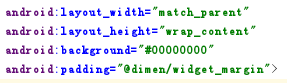 android:layout_width="match_parent"
android:layout_height="wrap_content"
android:background="#00000000"
android:padding="@dimen/widget_margin">